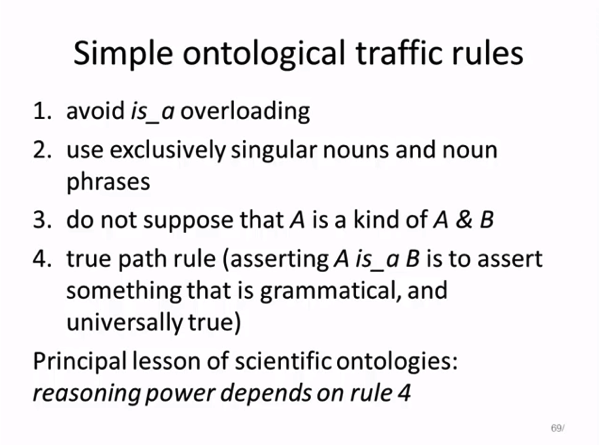 Simple ontological traffic rules
1. avoid is_a overloading
2. use exclusively singular nouns and noun
phrases
3. do not suppose that A is a kind of A & B
4. true path rule (asserting A is_a B is to assert
something that is grammatical, and
universally true)
Principal lesson of scientific ontologies:
reasoning power depends on rule 4
69/